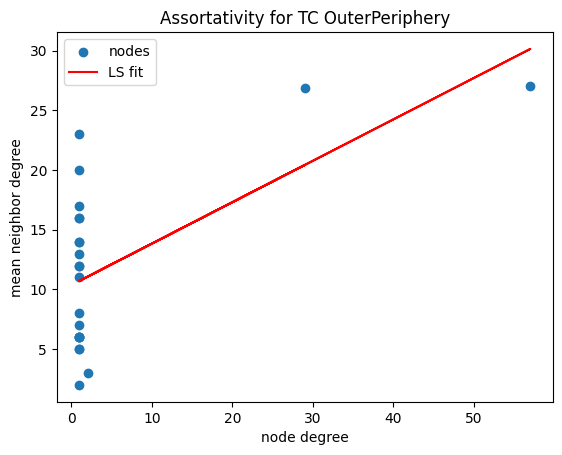 Assortativity for TC OuterPeriphery
nodes
LS fit
mean neighbor degree
30
25
20
15
10
5
0
10
20
30
40
50
node degree